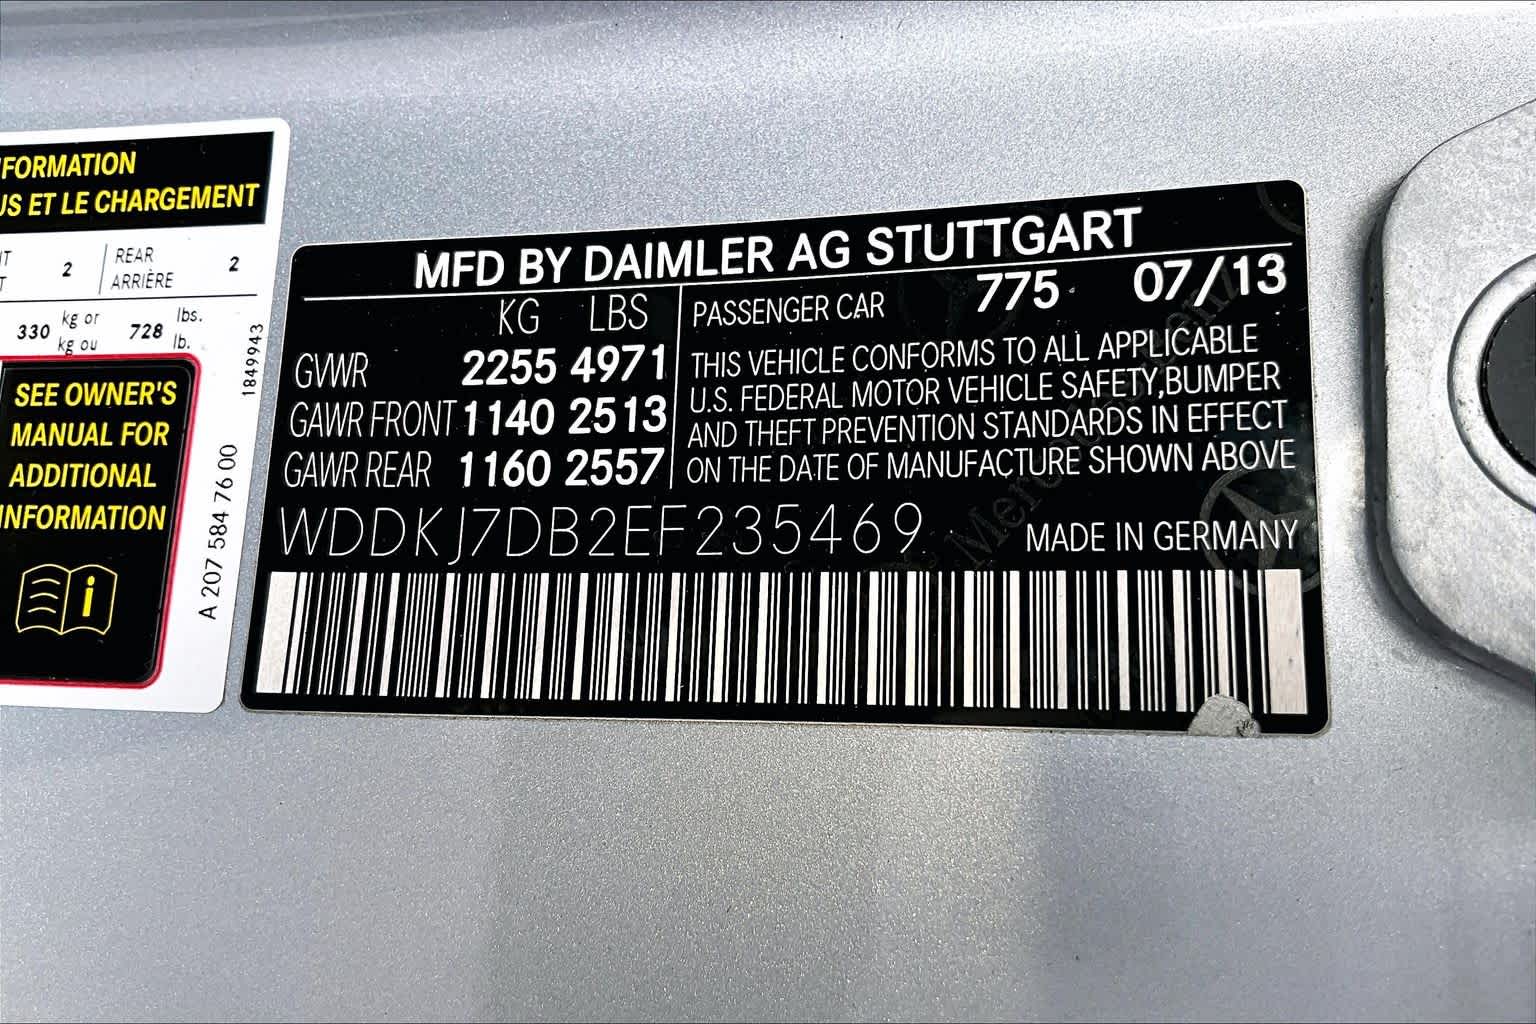 FORMATION
US ET LE CHARGEMENT
2
REAR
ARRIÈRE
2
330 kg or 728 lbs.
kg ou lb.
SEE OWNER'S
MANUAL FOR
ADDITIONAL
INFORMATION
i
1849943
A 207 584 76 00
MFD BY DAIMLER AG STUTTGART
KG LBS
GVWR 2255 4971
GAWR FRONT 1140 2513
GAWR REAR 1160 2557
PASSENGER CAR 775 07/13
THIS VEHICLE CONFORMS TO ALL APPLICABLE
U.S. FEDERAL MOTOR VEHICLE SAFETY,BUMPER
AND THEFT PREVENTION STANDARDS IN EFFECT
ON THE DATE OF MANUFACTURE SHOWN ABOVE
WDDKJ7DB2EF235469
MADE IN GERMANY
Mercedes-Benz